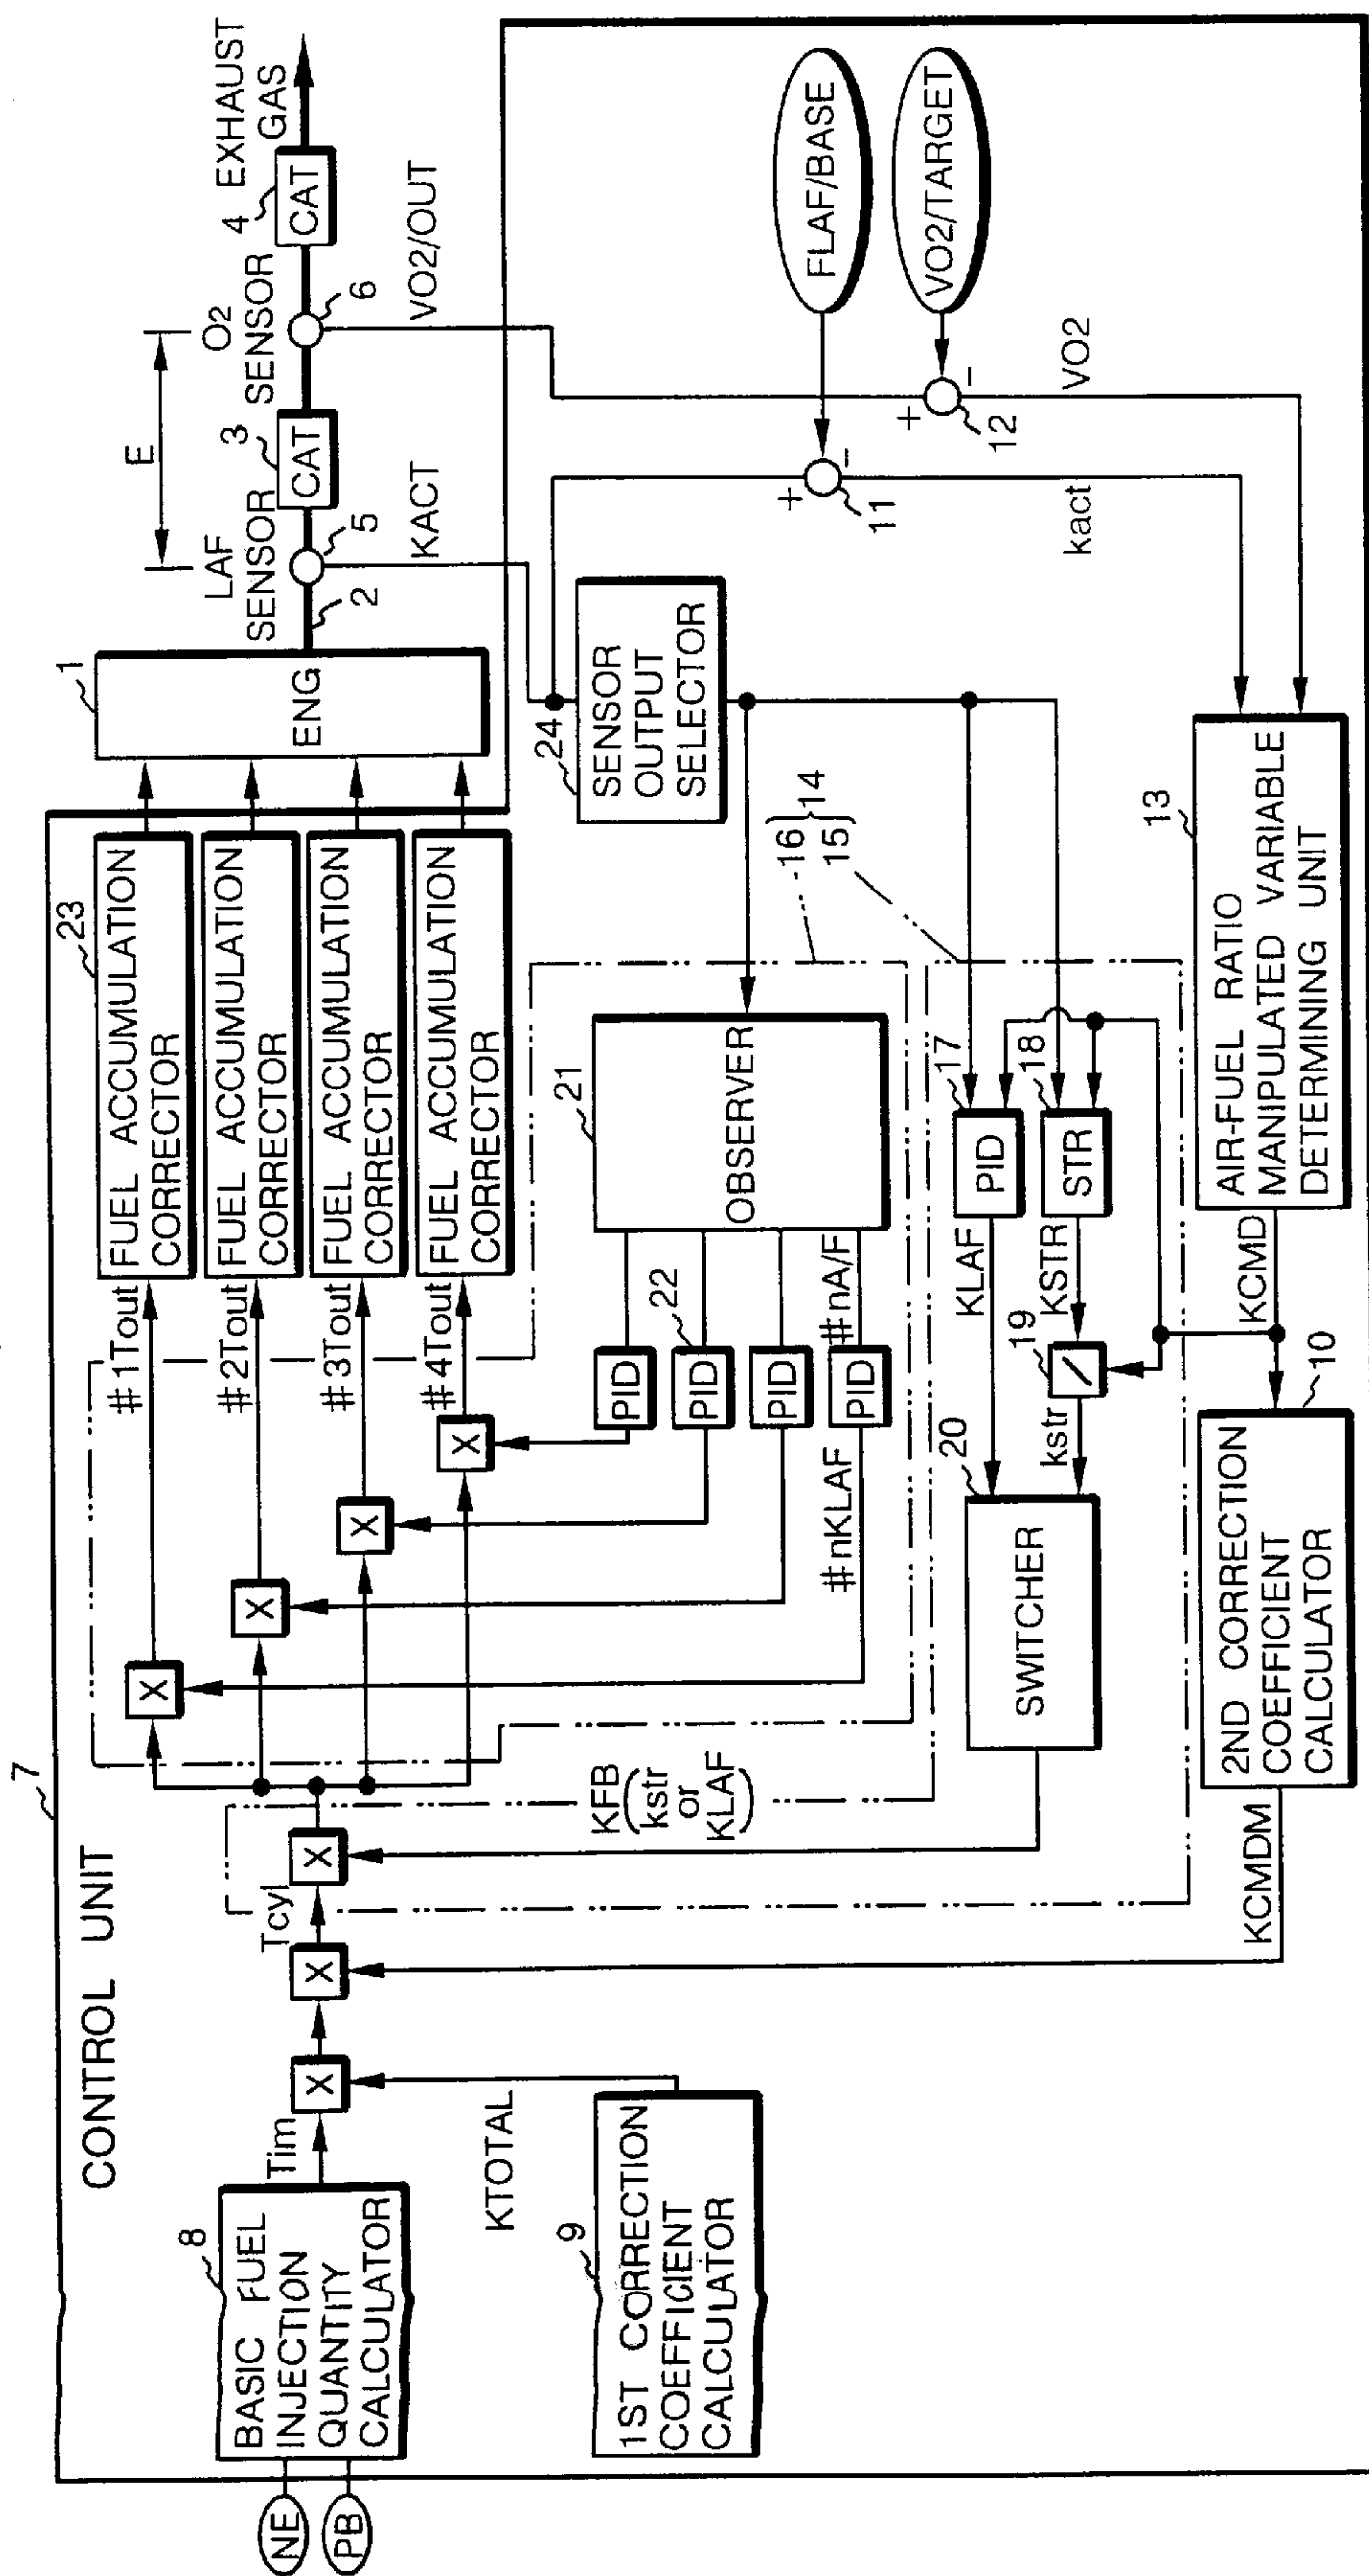 7
CONTROL UNIT
NE
PB
8
BASIC FUEL
INJECTION
QUANTITY
CALCULATOR
Tim
X
KTOTAL
9
1ST CORRECTION
COEFFICIENT
CALCULATOR
X
Tcyl
X
KFB
(kstr
or
KLAF)
KCMDM
X
X
X
X
#1Tout
#2Tout
#3Tout
#4Tout
23
FUEL ACCUMULATION
CORRECTOR
FUEL ACCUMULATION
CORRECTOR
FUEL ACCUMULATION
CORRECTOR
FUEL ACCUMULATION
CORRECTOR
1
ENG
2
LAF
SENSOR
5
E
3
CAT
O2
SENSOR
6
4
CAT
EXHAUST
GAS
KACT
VO2/OUT
24
SENSOR
OUTPUT
SELECTOR
16
15
14
21
OBSERVER
PID
PID
22
PID
PID
#nA/F
#nKLAF
20
SWITCHER
KLAF
17
PID
18
STR
KSTR
19
kstr
10
2ND CORRECTION
COEFFICIENT
CALCULATOR
KCMD
13
AIR-FUEL RATIO
MANIPULATED VARIABLE
DETERMINING UNIT
FLAF/BASE
VO2/TARGET
+
-
11
kact
+
-
12
VO2